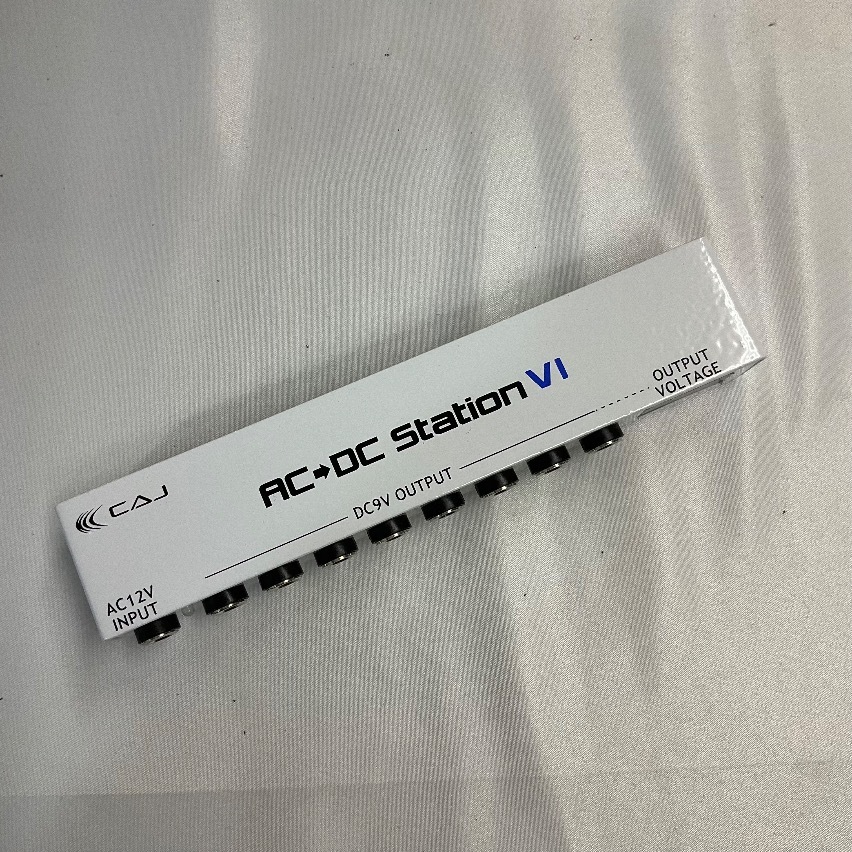 CAJ
AC➔DC Station VI
DC9V OUTPUT
OUTPUT
VOLTAGE
AC12V
INPUT